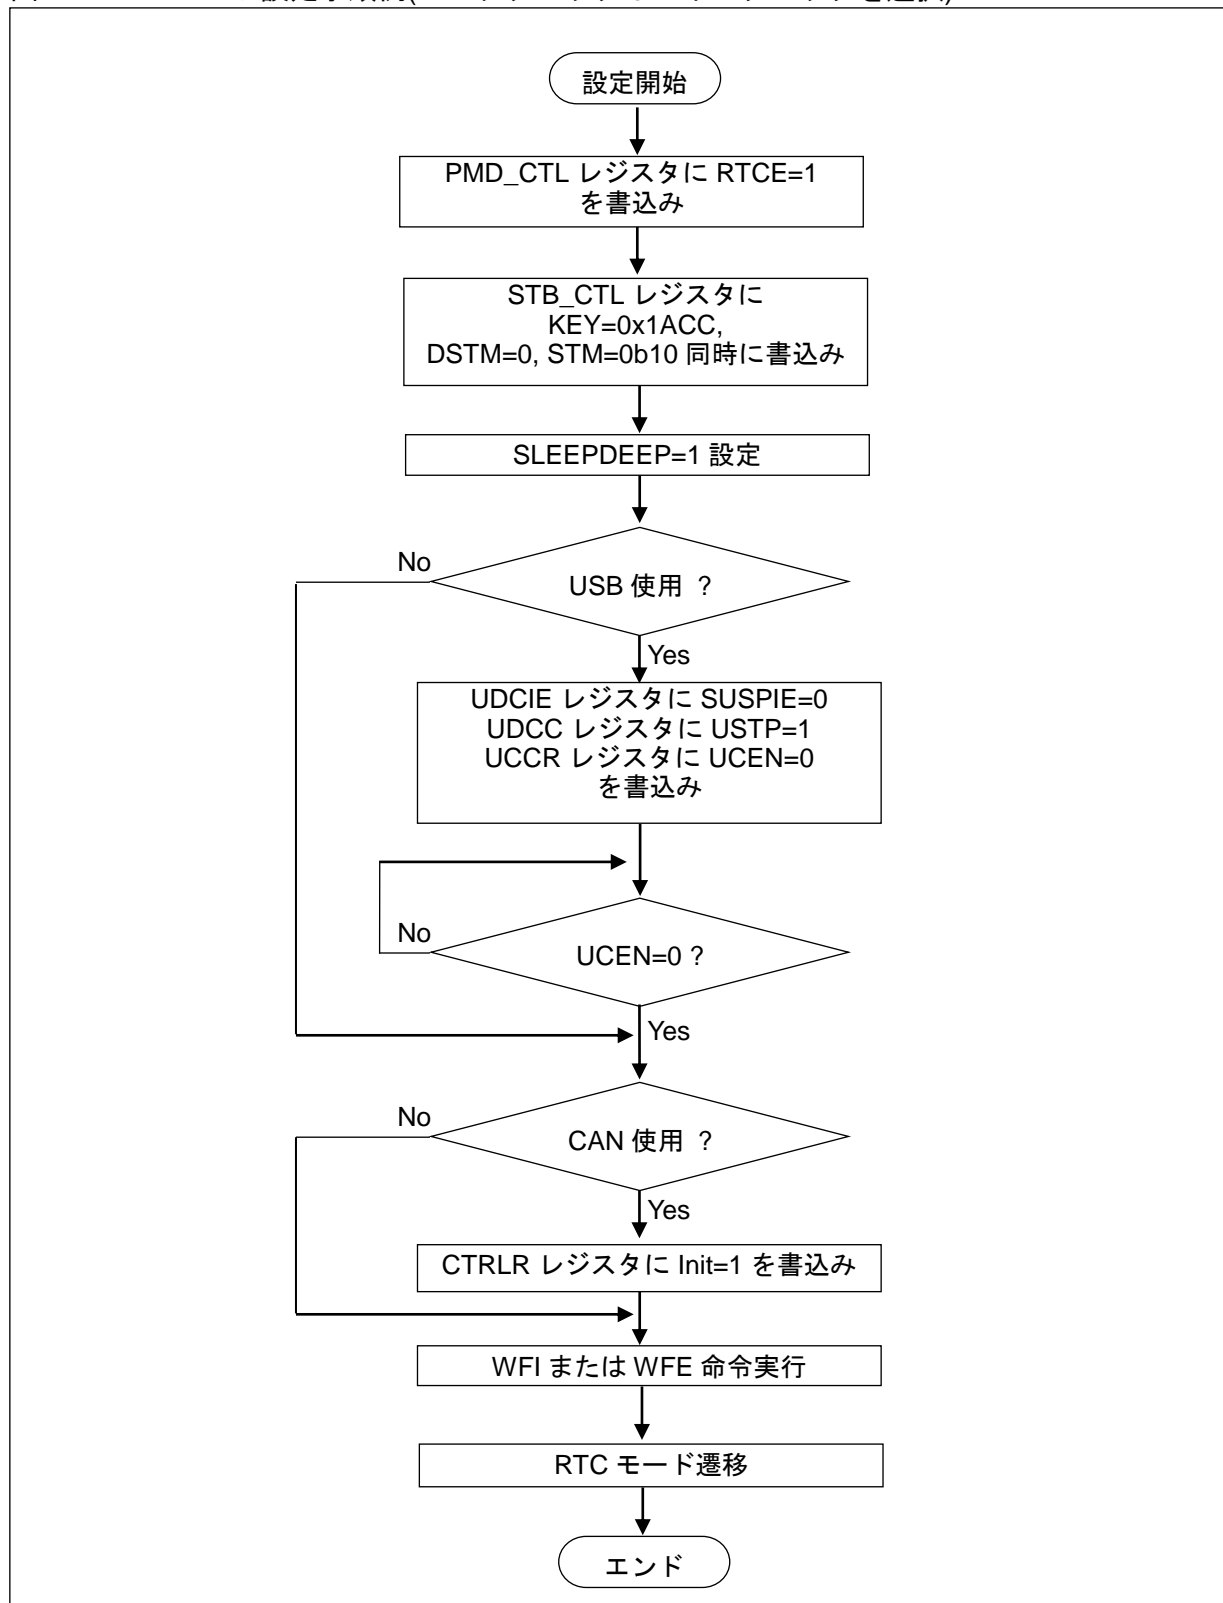 設定開始
PMD_CTL レジスタに RTCE=1
を書込み
STB_CTL レジスタに
KEY=0x1ACC,
DSTM=0, STM=0b10 同時に書込み
SLEEPDEEP=1 設定
No
USB 使用 ?
Yes
UDCIE レジスタに SUSPIE=0
UDCC レジスタに USTP=1
UCCR レジスタに UCEN=0
を書込み
No
UCEN=0 ?
Yes
No
CAN 使用 ?
Yes
CTRLR レジスタに Init=1 を書込み
WFI または WFE 命令実行
RTC モード遷移
エンド